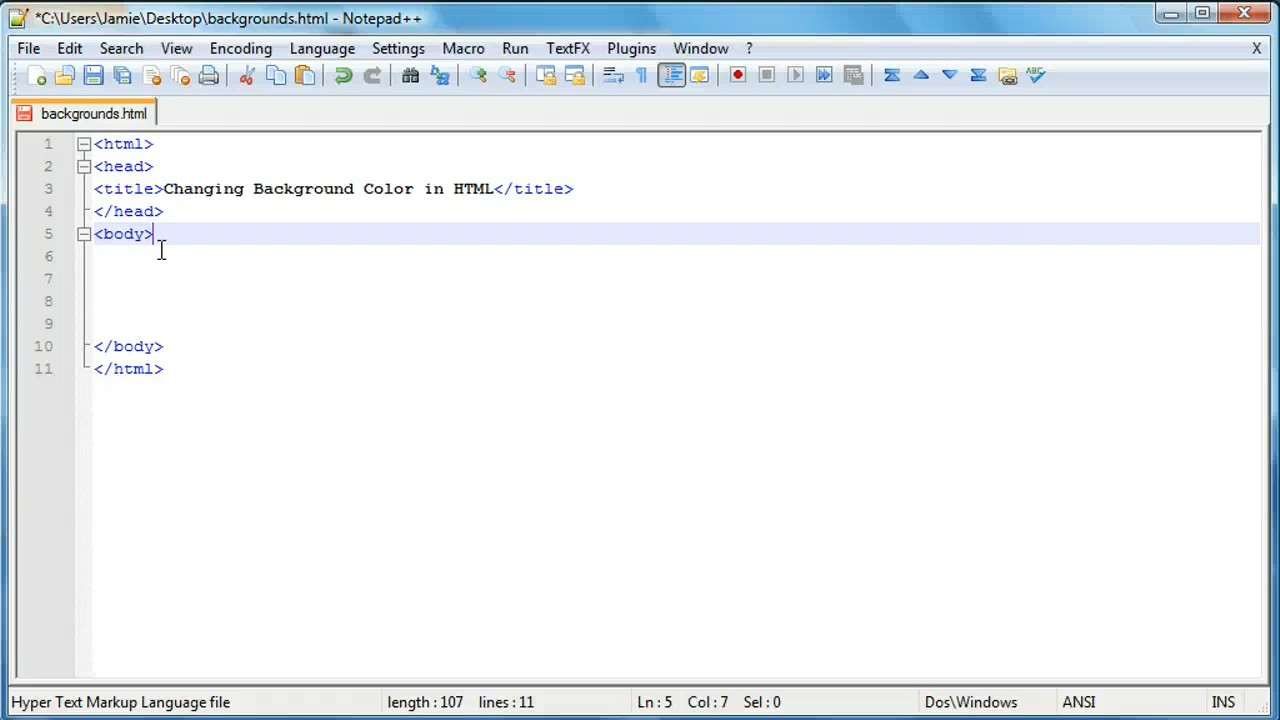 *C:\Users\Jamie\Desktop\backgrounds.html - Notepad++
File Edit Search View Encoding Language Settings Macro Run TextFX Plugins Window ? X
ABC
backgrounds.html
1 <html>
2 <head>
3 <title>Changing Background Color in HTML</title>
4 </head>
5 <body>
6
7
8
9
10 </body>
11 </html>
Hyper Text Markup Language file length : 107 lines : 11 Ln : 5 Col : 7 Sel : 0 Dos\Windows ANSI INS